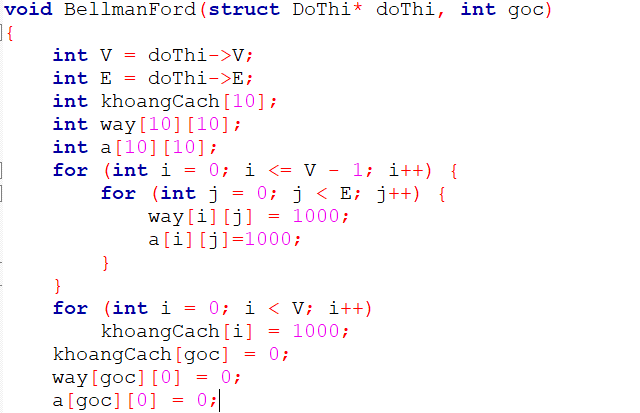 void BellmanFord(struct DoThi* doThi, int goc)
{
    int V = doThi->V;
    int E = doThi->E;
    int khoangCach[10];
    int way[10][10];
    int a[10][10];
    for (int i = 0; i <= V - 1; i++) {
        for (int j = 0; j < E; j++) {
            way[i][j] = 1000;
            a[i][j]=1000;
        }
    }
    for (int i = 0; i < V; i++)
        khoangCach[i] = 1000;
    khoangCach[goc] = 0;
    way[goc][0] = 0;
    a[goc][0] = 0;